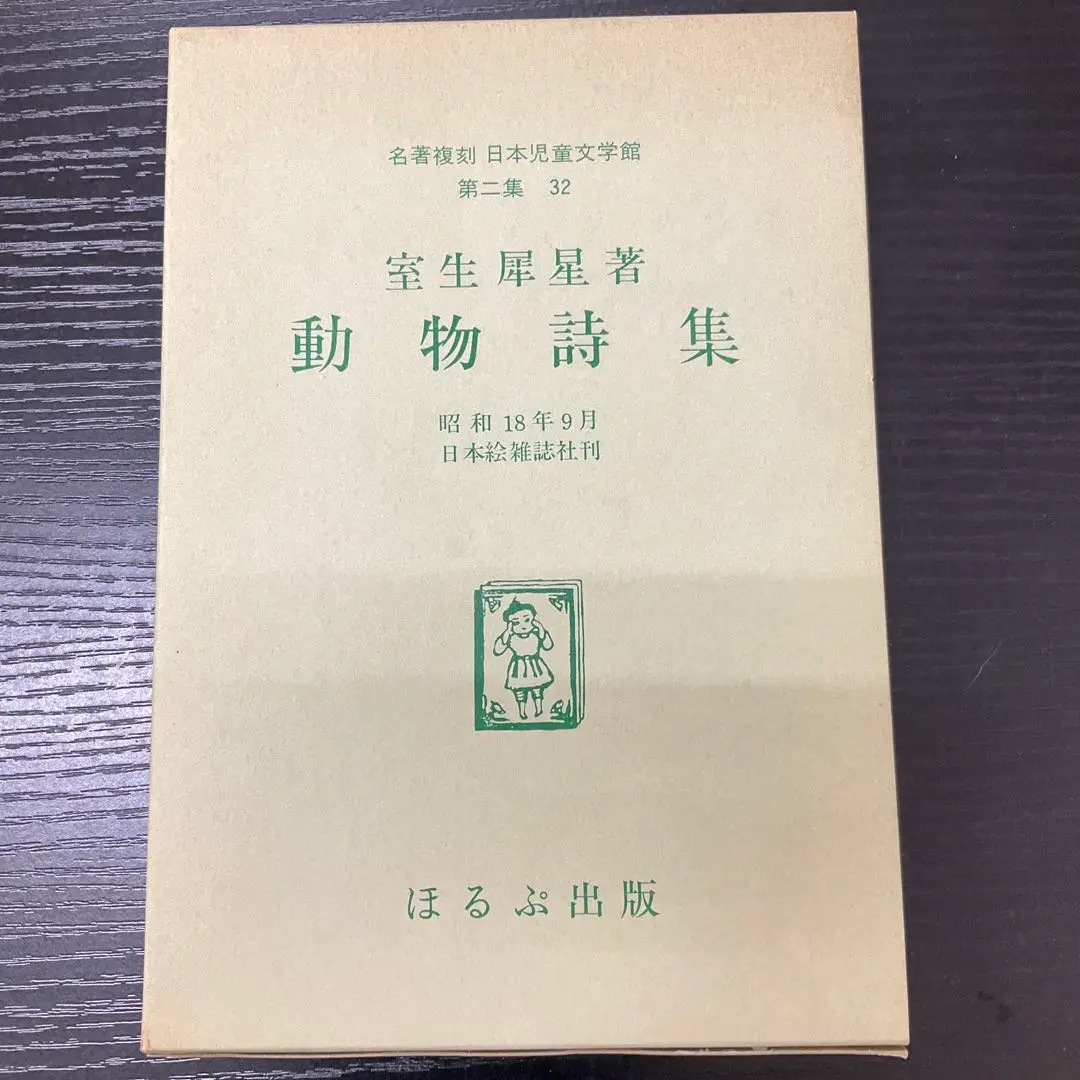 名著複刻 日本児童文学館
第二集 32
室生犀星著
動物詩集
昭和18年9月
日本絵雑誌社刊
ほるぷ出版